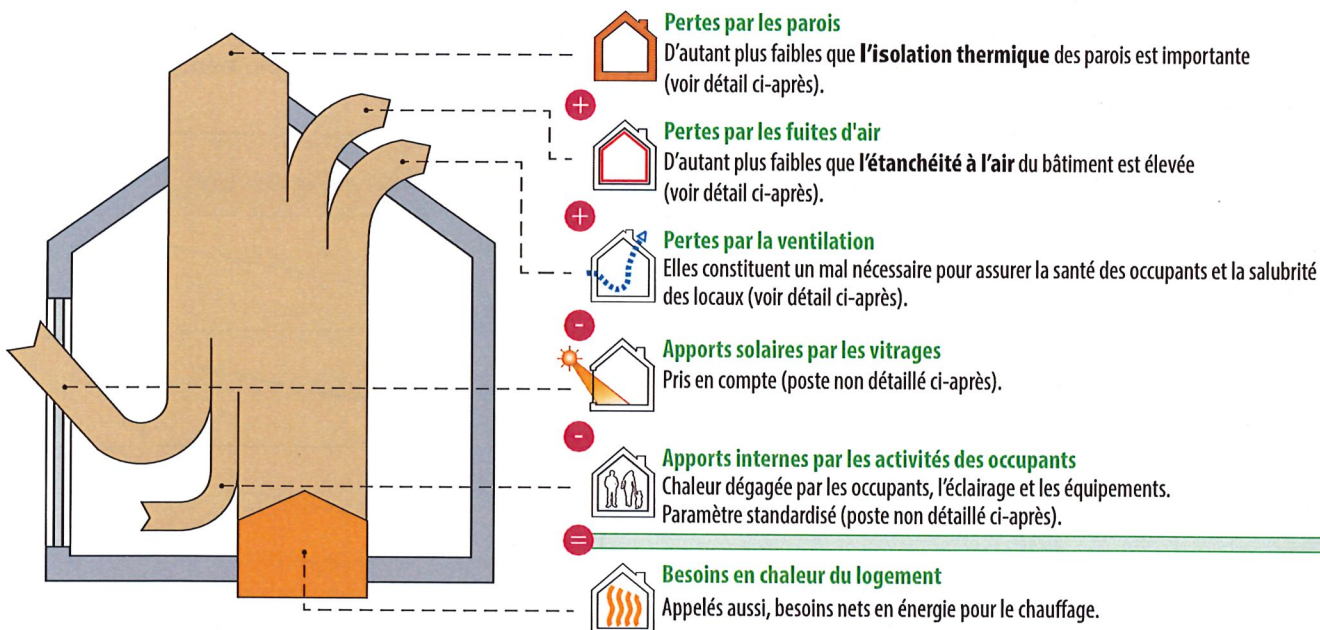 Pertes par les parois
D'autant plus faibles que l'isolation thermique des parois est importante
(voir détail ci-après).
+
Pertes par les fuites d'air
D'autant plus faibles que l'étanchéité à l'air du bâtiment est élevée
(voir détail ci-après).
+
Pertes par la ventilation
Elles constituent un mal nécessaire pour assurer la santé des occupants et la salubrité
des locaux (voir détail ci-après).
-
Apports solaires par les vitrages
Pris en compte (poste non détaillé ci-après).
-
Apports internes par les activités des occupants
Chaleur dégagée par les occupants, l'éclairage et les équipements.
Paramètre standardisé (poste non détaillé ci-après).
=
Besoins en chaleur du logement
Appelés aussi, besoins nets en énergie pour le chauffage.